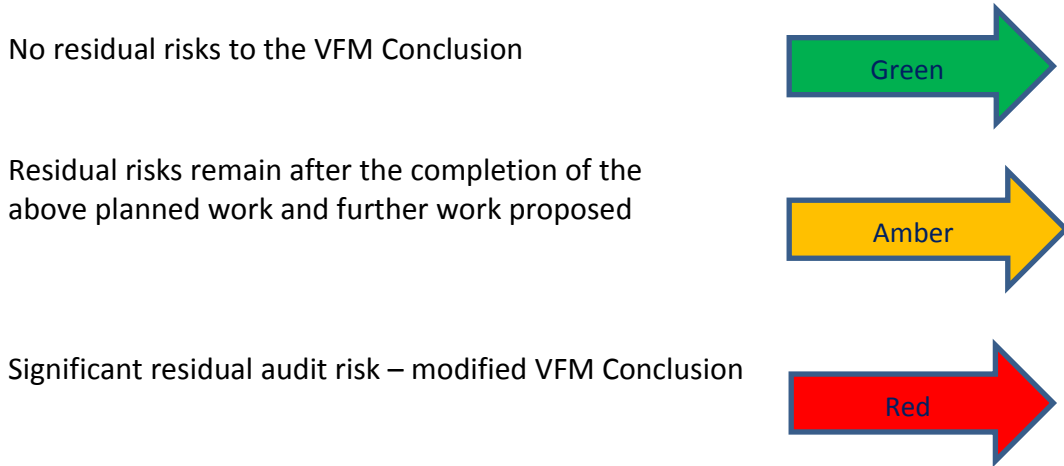 No residual risks to the VFM Conclusion
Green
Residual risks remain after the completion of the
above planned work and further work proposed
Amber
Significant residual audit risk – modified VFM Conclusion
Red